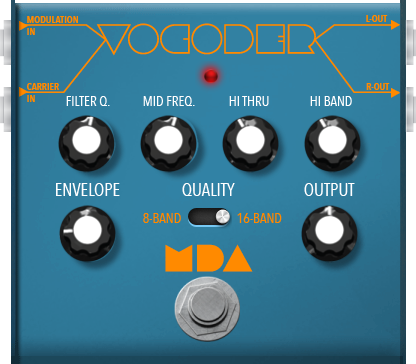 MODULATION
IN
VOCODER
L-OUT
CARRIER
IN
R-OUT
FILTER Q.
MID FREQ.
HI THRU
HI BAND
ENVELOPE
QUALITY
OUTPUT
8-BAND
16-BAND
MDA